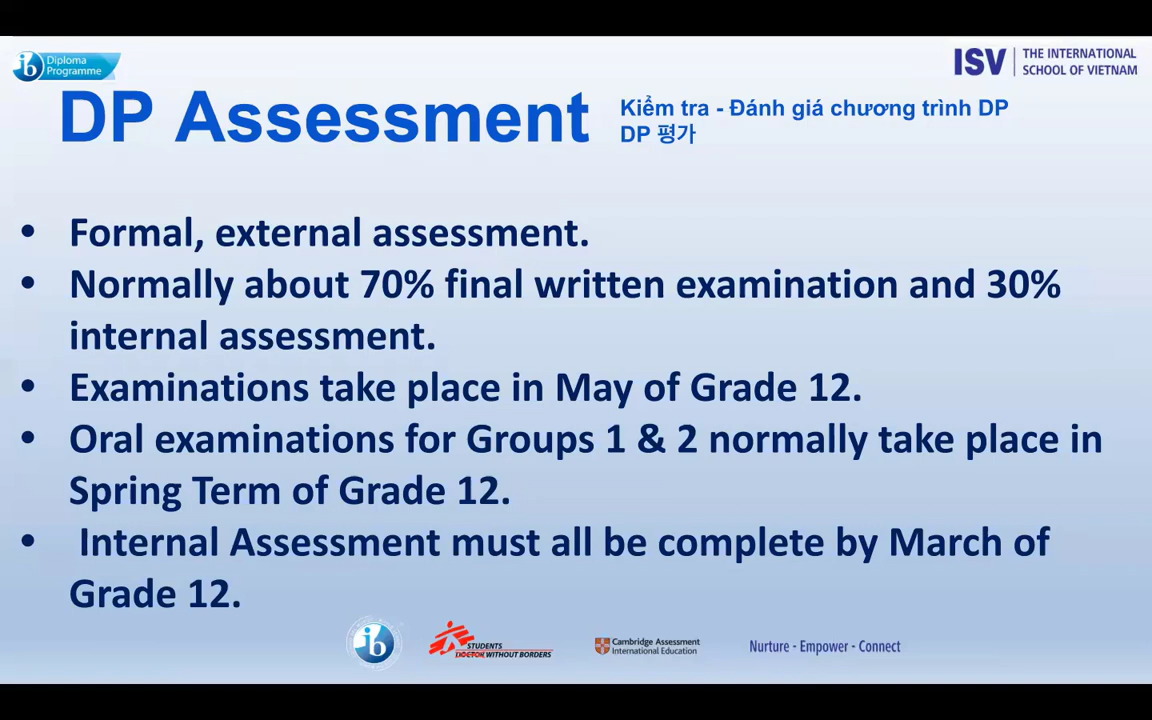 Diploma
Programme
ISV
THE INTERNATIONAL
SCHOOL OF VIETNAM
DP Assessment
Kiểm tra - Đánh giá chương trình DP
DP 평가
• Formal, external assessment.
• Normally about 70% final written examination and 30%
internal assessment.
• Examinations take place in May of Grade 12.
• Oral examinations for Groups 1 & 2 normally take place in
Spring Term of Grade 12.
• Internal Assessment must all be complete by March of
Grade 12.
STUDENTS
DOCTOR WITHOUT BORDERS
Cambridge Assessment
International Education
Nurture - Empower - Connect